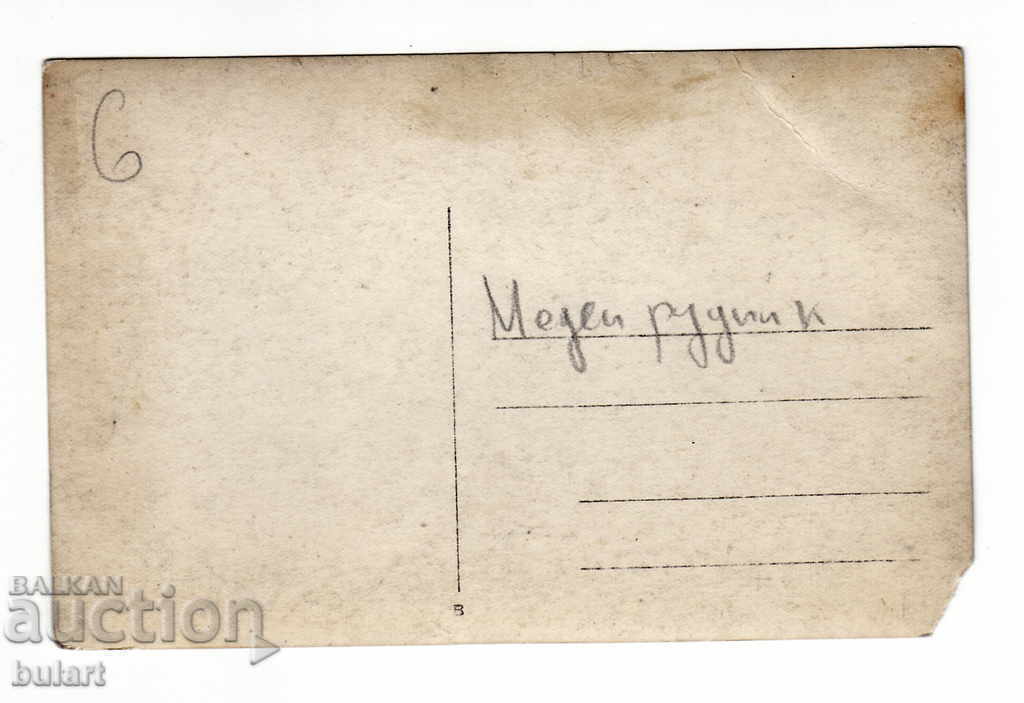 6
Меден рудник
B
BALKAN
auction
bulart